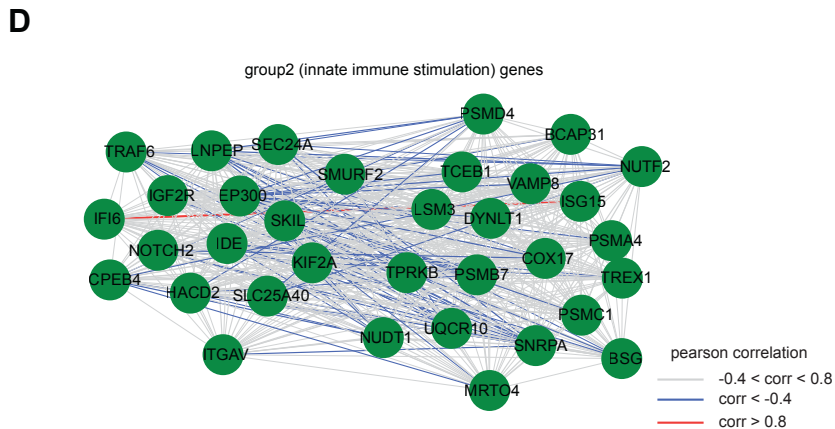 D
group2 (innate immune stimulation) genes
PSMD4
BCAP31
TRAF6
LNPEP
SEC24A
NUTF2
SMURF2
TCEB1
VAMP8
IGF2R
EP300
ISG15
IFI6
SKIL
LSM3
DYNLT1
NOTCH2
IDE
PSMA4
KIF2A
COX17
CPEB4
HACD2
SLC25A40
TPRKB
PSMB7
TREX1
PSMC1
NUDT1
UQCR10
SNRPA
ITGAV
BSG
MRTO4
pearson correlation
-0.4 < corr < 0.8
corr < -0.4
corr > 0.8